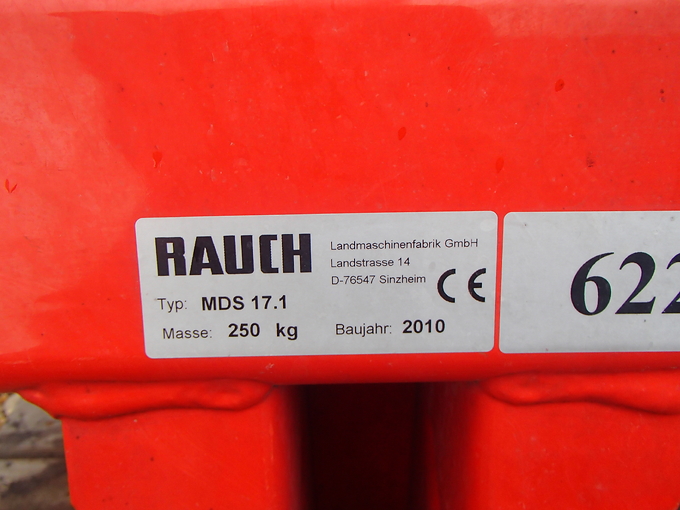 RAUCH
Landmaschinenfabrik GmbH
Landstrasse 14
D-76547 Sinzheim
CE
Typ: MDS 17.1
Masse: 250 kg
Baujahr: 2010
622